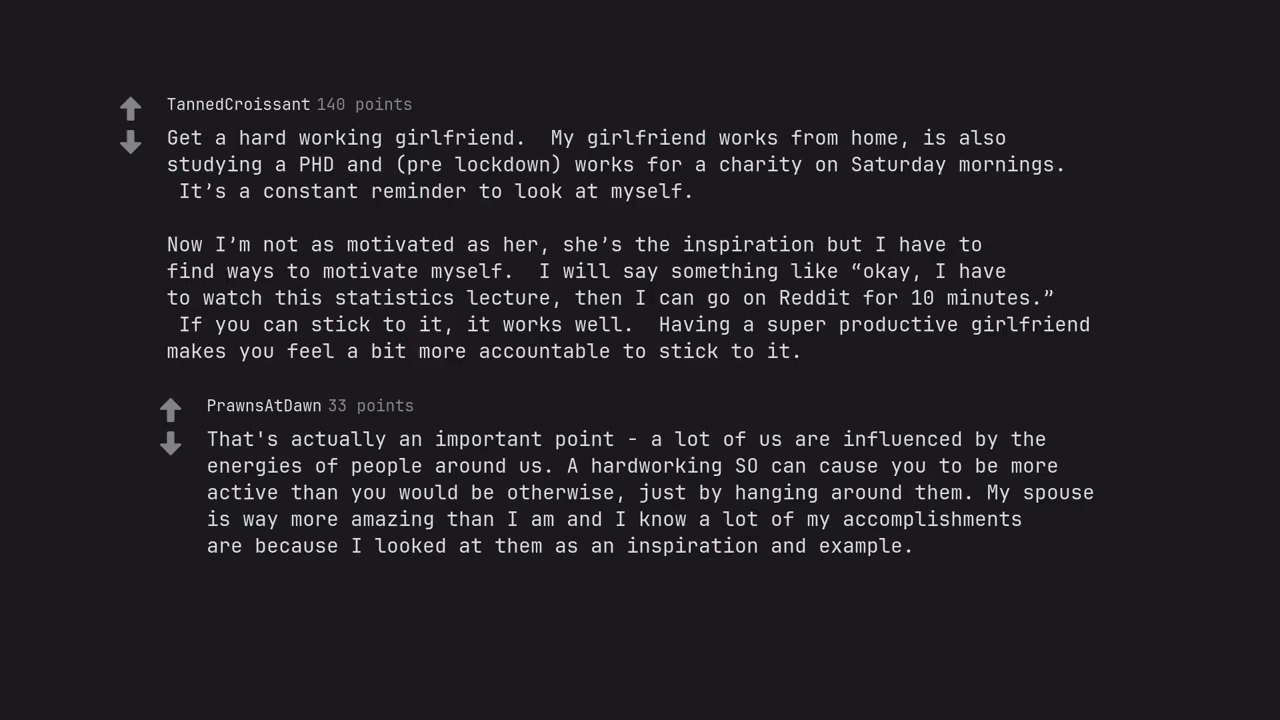 TannedCroissant 140 points
Get a hard working girlfriend.  My girlfriend works from home, is also
studying a PHD and (pre lockdown) works for a charity on Saturday mornings.
 It’s a constant reminder to look at myself.
Now I’m not as motivated as her, she’s the inspiration but I have to
find ways to motivate myself.  I will say something like “okay, I have
to watch this statistics lecture, then I can go on Reddit for 10 minutes.”
 If you can stick to it, it works well.  Having a super productive girlfriend
makes you feel a bit more accountable to stick to it.
PrawnsAtDawn 33 points
That's actually an important point - a lot of us are influenced by the
energies of people around us. A hardworking SO can cause you to be more
active than you would be otherwise, just by hanging around them. My spouse
is way more amazing than I am and I know a lot of my accomplishments
are because I looked at them as an inspiration and example.